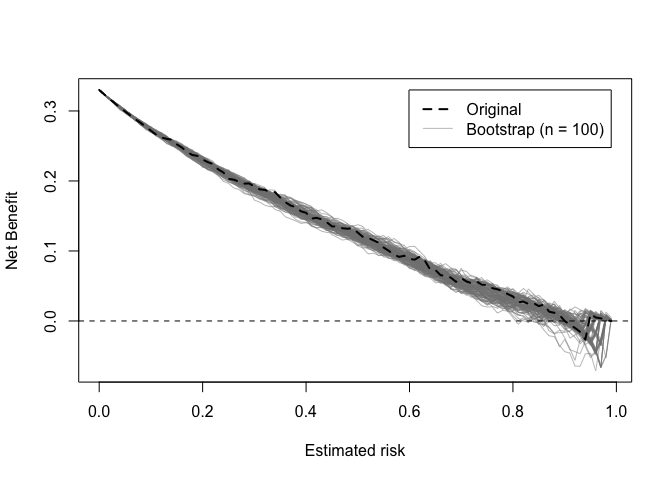 Original
Bootstrap (n = 100)
Net Benefit
0.3
0.2
0.1
0.0
0.0 0.2 0.4 0.6 0.8 1.0
Estimated risk